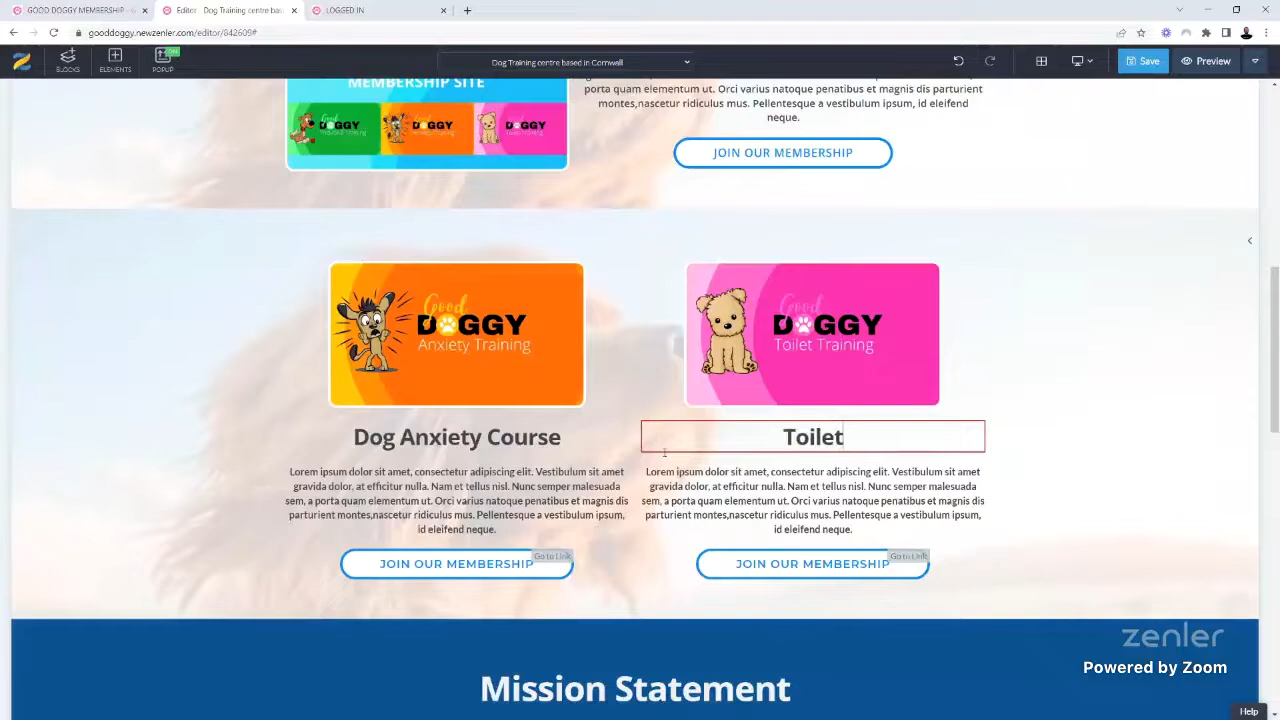 GOOD DOGGY MEMBERSHIP -
Editor - Dog Training centre bas
LOGGED IN
gooddoggy.newzenler.com/editor/842609#
BLOCKS
ELEMENTS
ON
POPUP
Dog Training centre based in Cornwall
Save
Preview
MEMBERSHIP SITE
Good DOGGY
Good DOGGY
Anxiety Training
Good DOGGY
Toilet Training
porta quam elementum ut. Orci varius natoque penatibus et magnis dis parturient
montes,nascetur ridiculus mus. Pellentesque a vestibulum ipsum, id eleifend
neque.
JOIN OUR MEMBERSHIP
Good
DOGGY
Anxiety Training
Good
DOGGY
Toilet Training
Dog Anxiety Course
Toilet
Lorem ipsum dolor sit amet, consectetur adipiscing elit. Vestibulum sit amet
gravida dolor, at efficitur nulla. Nam et tellus nisl. Nunc semper malesuada
sem, a porta quam elementum ut. Orci varius natoque penatibus et magnis dis
parturient montes,nascetur ridiculus mus. Pellentesque a vestibulum ipsum,
id eleifend neque.
Lorem ipsum dolor sit amet, consectetur adipiscing elit. Vestibulum sit amet
gravida dolor, at efficitur nulla. Nam et tellus nisl. Nunc semper malesuada
sem, a porta quam elementum ut. Orci varius natoque penatibus et magnis dis
parturient montes,nascetur ridiculus mus. Pellentesque a vestibulum ipsum,
id eleifend neque.
Go to Link
JOIN OUR MEMBERSHIP
Go to Link
JOIN OUR MEMBERSHIP
zenler
Powered by Zoom
Mission Statement
Help